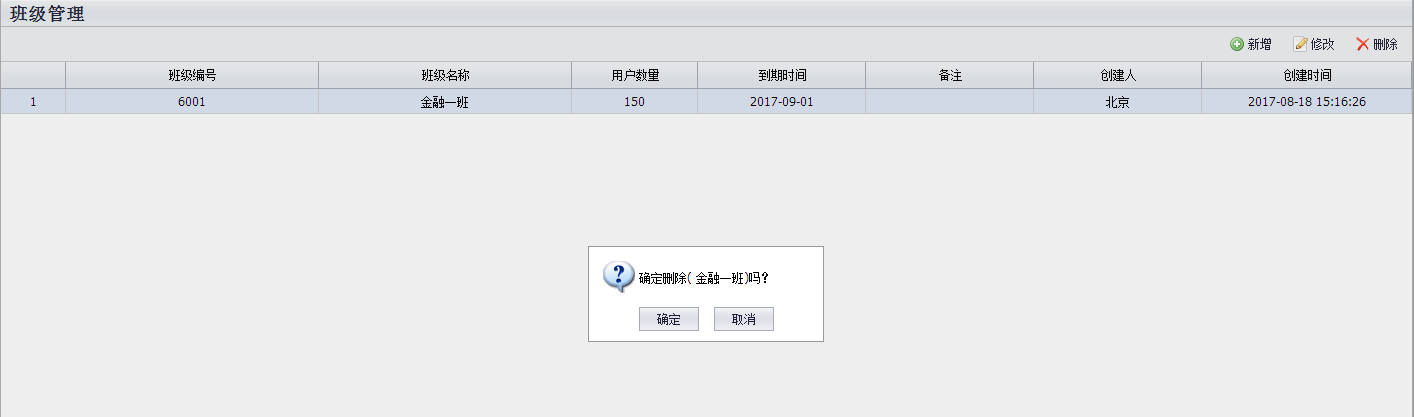 班级管理
新增 修改 删除
班级编号 班级名称 用户数量 到期时间 备注 创建人 创建时间
1 6001 金融一班 150 2017-09-01 北京 2017-08-18 15:16:26
确定删除( 金融一班)吗?
确定 取消